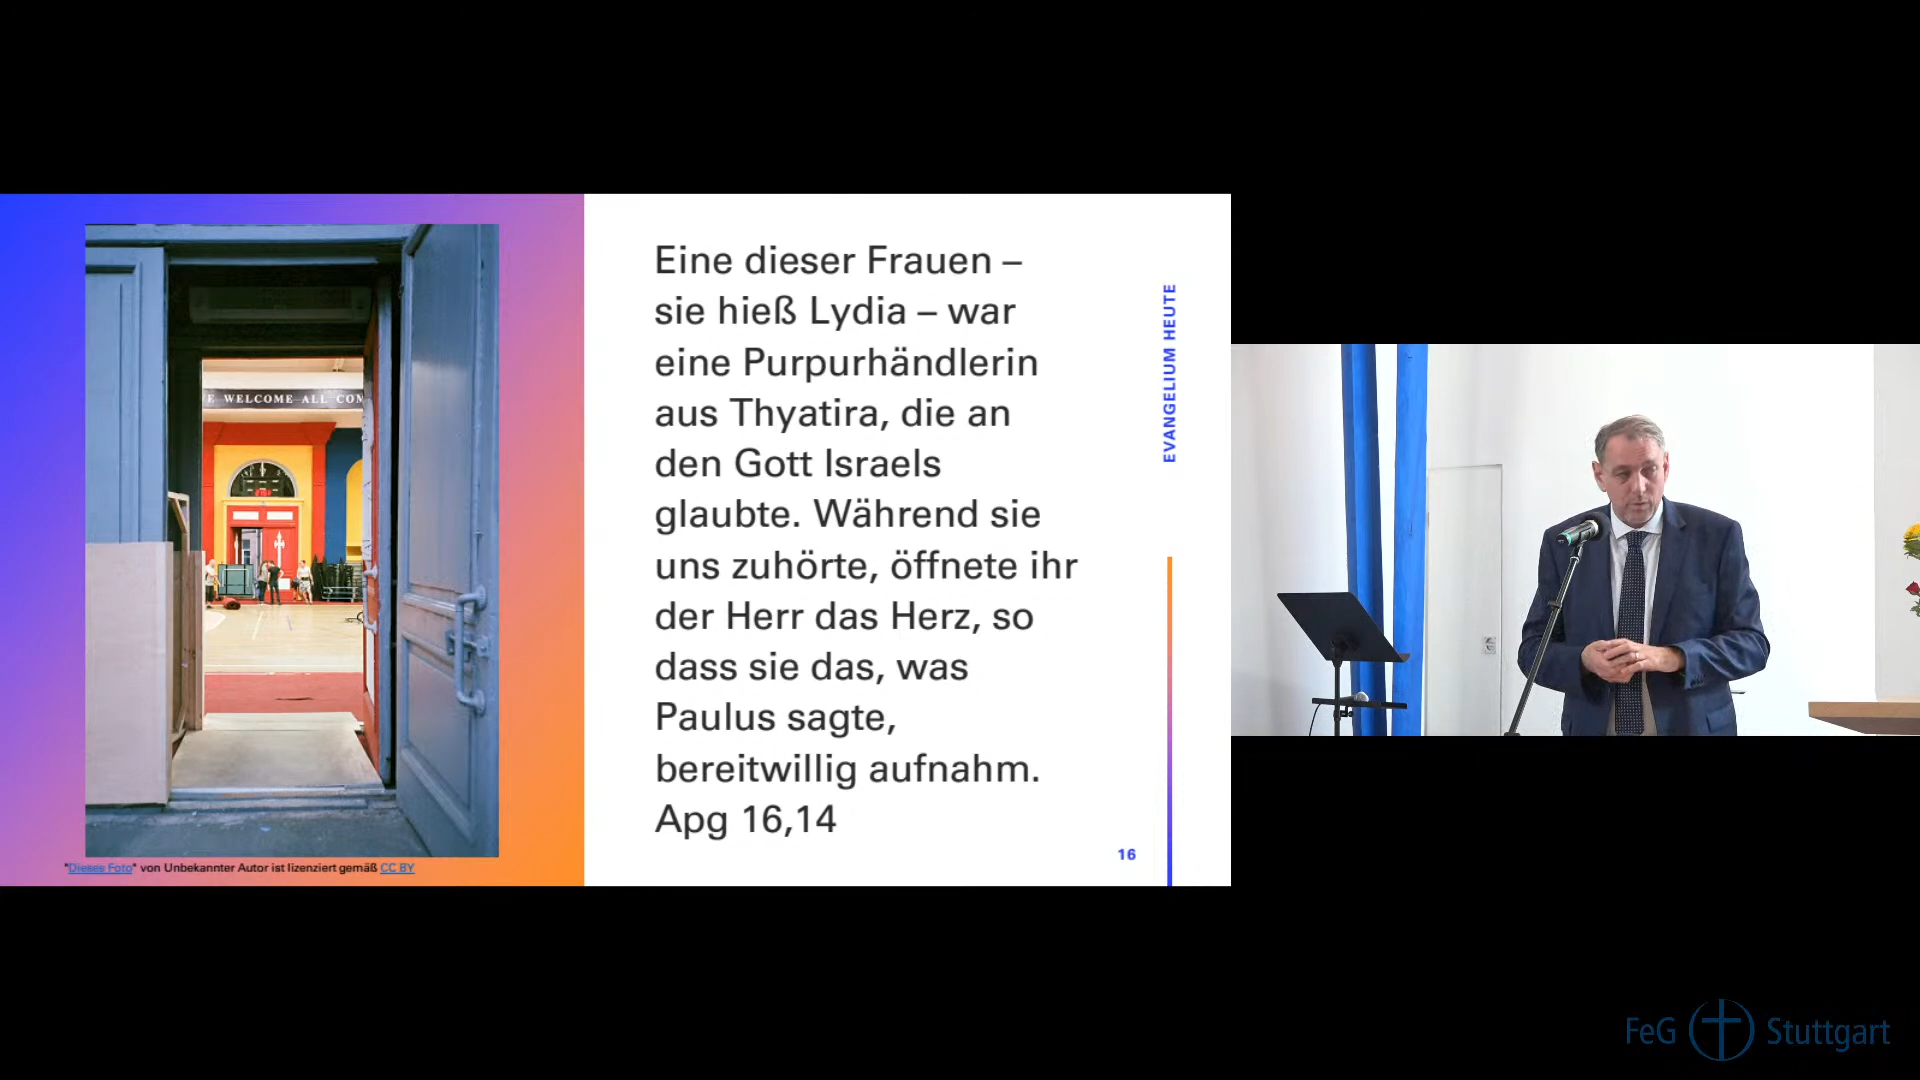 E WELCOME ALL COM
"Dieses Foto" von Unbekannter Autor ist lizenziert gemäß CC BY
Eine dieser Frauen –
sie hieß Lydia – war
eine Purpurhändlerin
aus Thyatira, die an
den Gott Israels
glaubte. Während sie
uns zuhörte, öffnete ihr
der Herr das Herz, so
dass sie das, was
Paulus sagte,
bereitwillig aufnahm.
Apg 16,14
EVANGELIUM HEUTE
16
FeG Stuttgart